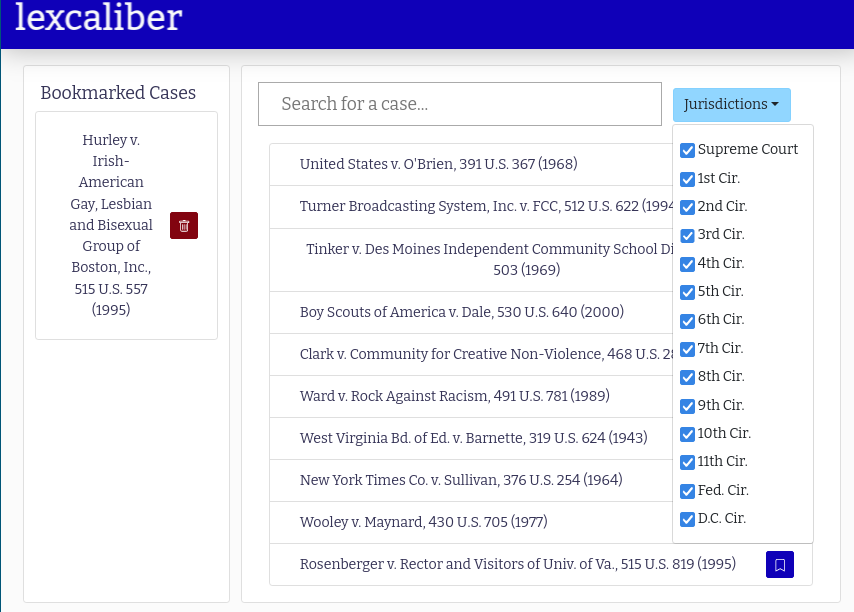 lexcaliber
Bookmarked Cases
Hurley v.
Irish-
American
Gay, Lesbian
and Bisexual
Group of
Boston, Inc.,
515 U.S. 557
(1995)
Search for a case...
Jurisdictions
United States v. O'Brien, 391 U.S. 367 (1968)
Turner Broadcasting System, Inc. v. FCC, 512 U.S. 622 (1994
Tinker v. Des Moines Independent Community School Di
503 (1969)
Boy Scouts of America v. Dale, 530 U.S. 640 (2000)
Clark v. Community for Creative Non-Violence, 468 U.S. 28
Ward v. Rock Against Racism, 491 U.S. 781 (1989)
West Virginia Bd. of Ed. v. Barnette, 319 U.S. 624 (1943)
New York Times Co. v. Sullivan, 376 U.S. 254 (1964)
Wooley v. Maynard, 430 U.S. 705 (1977)
Rosenberger v. Rector and Visitors of Univ. of Va., 515 U.S. 819 (1995)
Supreme Court
1st Cir.
2nd Cir.
3rd Cir.
4th Cir.
5th Cir.
6th Cir.
7th Cir.
8th Cir.
9th Cir.
10th Cir.
11th Cir.
Fed. Cir.
D.C. Cir.